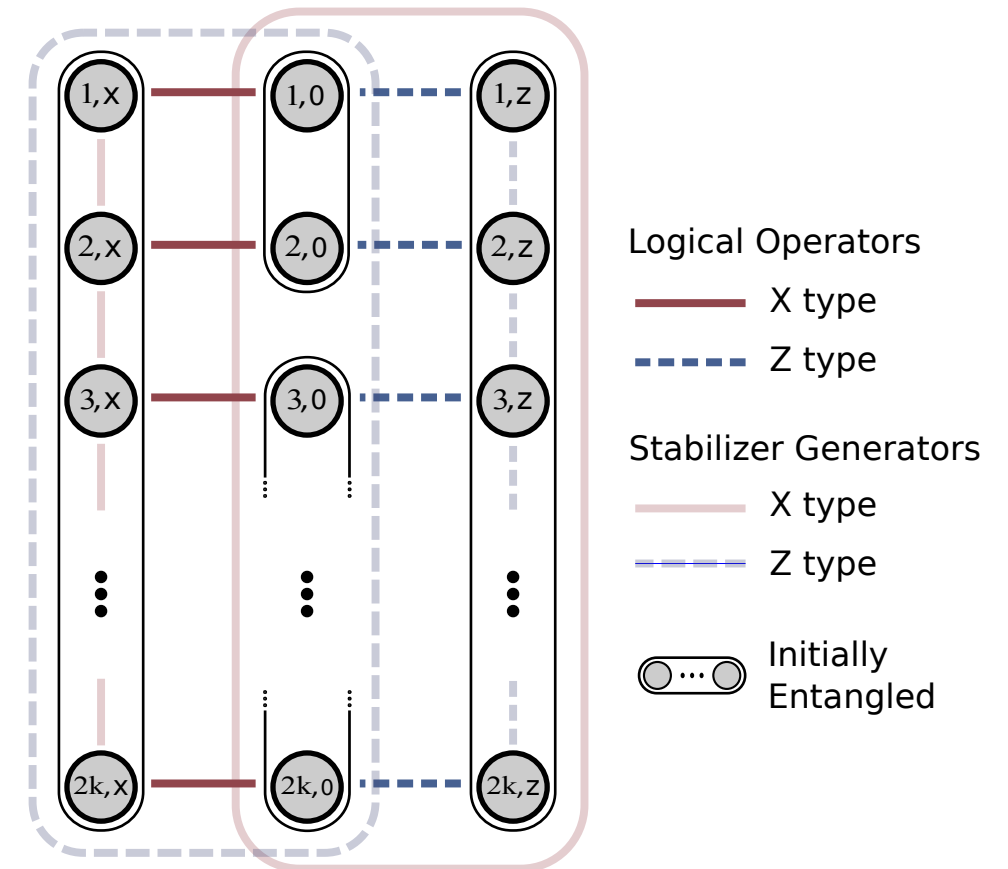 1,x 1,0 1,z
2,x 2,0 2,z
3,x 3,0 3,z
2k,x 2k,0 2k,z
Logical Operators
X type
Z type
Stabilizer Generators
X type
Z type
Initially
Entangled